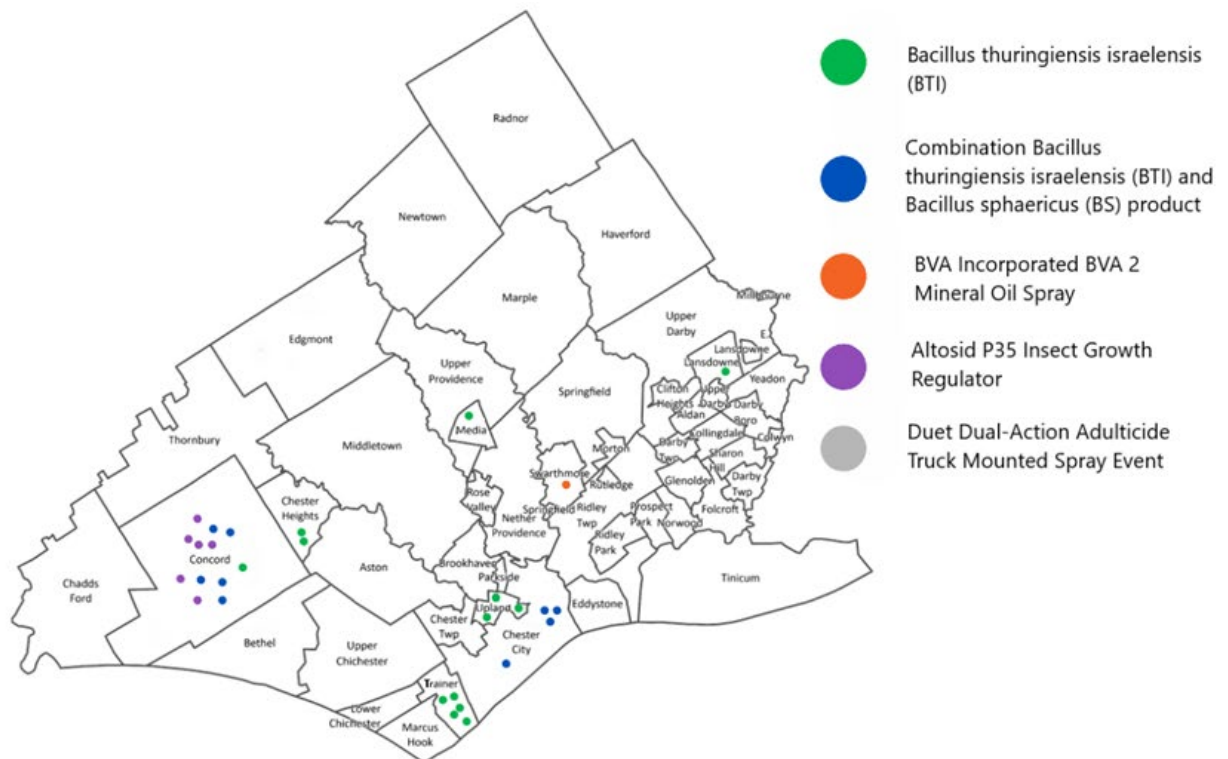 Bacillus thuringiensis israelensis
(BTI)
Combination Bacillus
thuringiensis israelensis (BTI) and
Bacillus sphaericus (BS) product
BVA Incorporated BVA 2
Mineral Oil Spray
Altosid P35 Insect Growth
Regulator
Duet Dual-Action Adulticide
Truck Mounted Spray Event
Radnor
Newtown
Haverford
Marple
Millbourne
Upper
Darby
Edgmont
E.
Lansdowne
Lansdowne
Upper
Providence
Yeadon
Springfield
Clifton
Heights
Upper
Darby
Darby
Boro
Aldan
Media
Thornbury
Middletown
Collingdale
Colwyn
Morton
Darby
Twp
Sharon
Hill
Swarthmore
Rutledge
Glenolden
Darby
Twp
Rose
Valley
Chester
Heights
Springfield
Ridley
Twp
Prospect
Park
Norwood
Folcroft
Nether
Providence
Ridley
Park
Concord
Aston
Brookhaven
Parkside
Tinicum
Chadds
Ford
Upland
Eddystone
Chester
Twp
Chester
City
Bethel
Upper
Chichester
Trainer
Lower
Chichester
Marcus
Hook